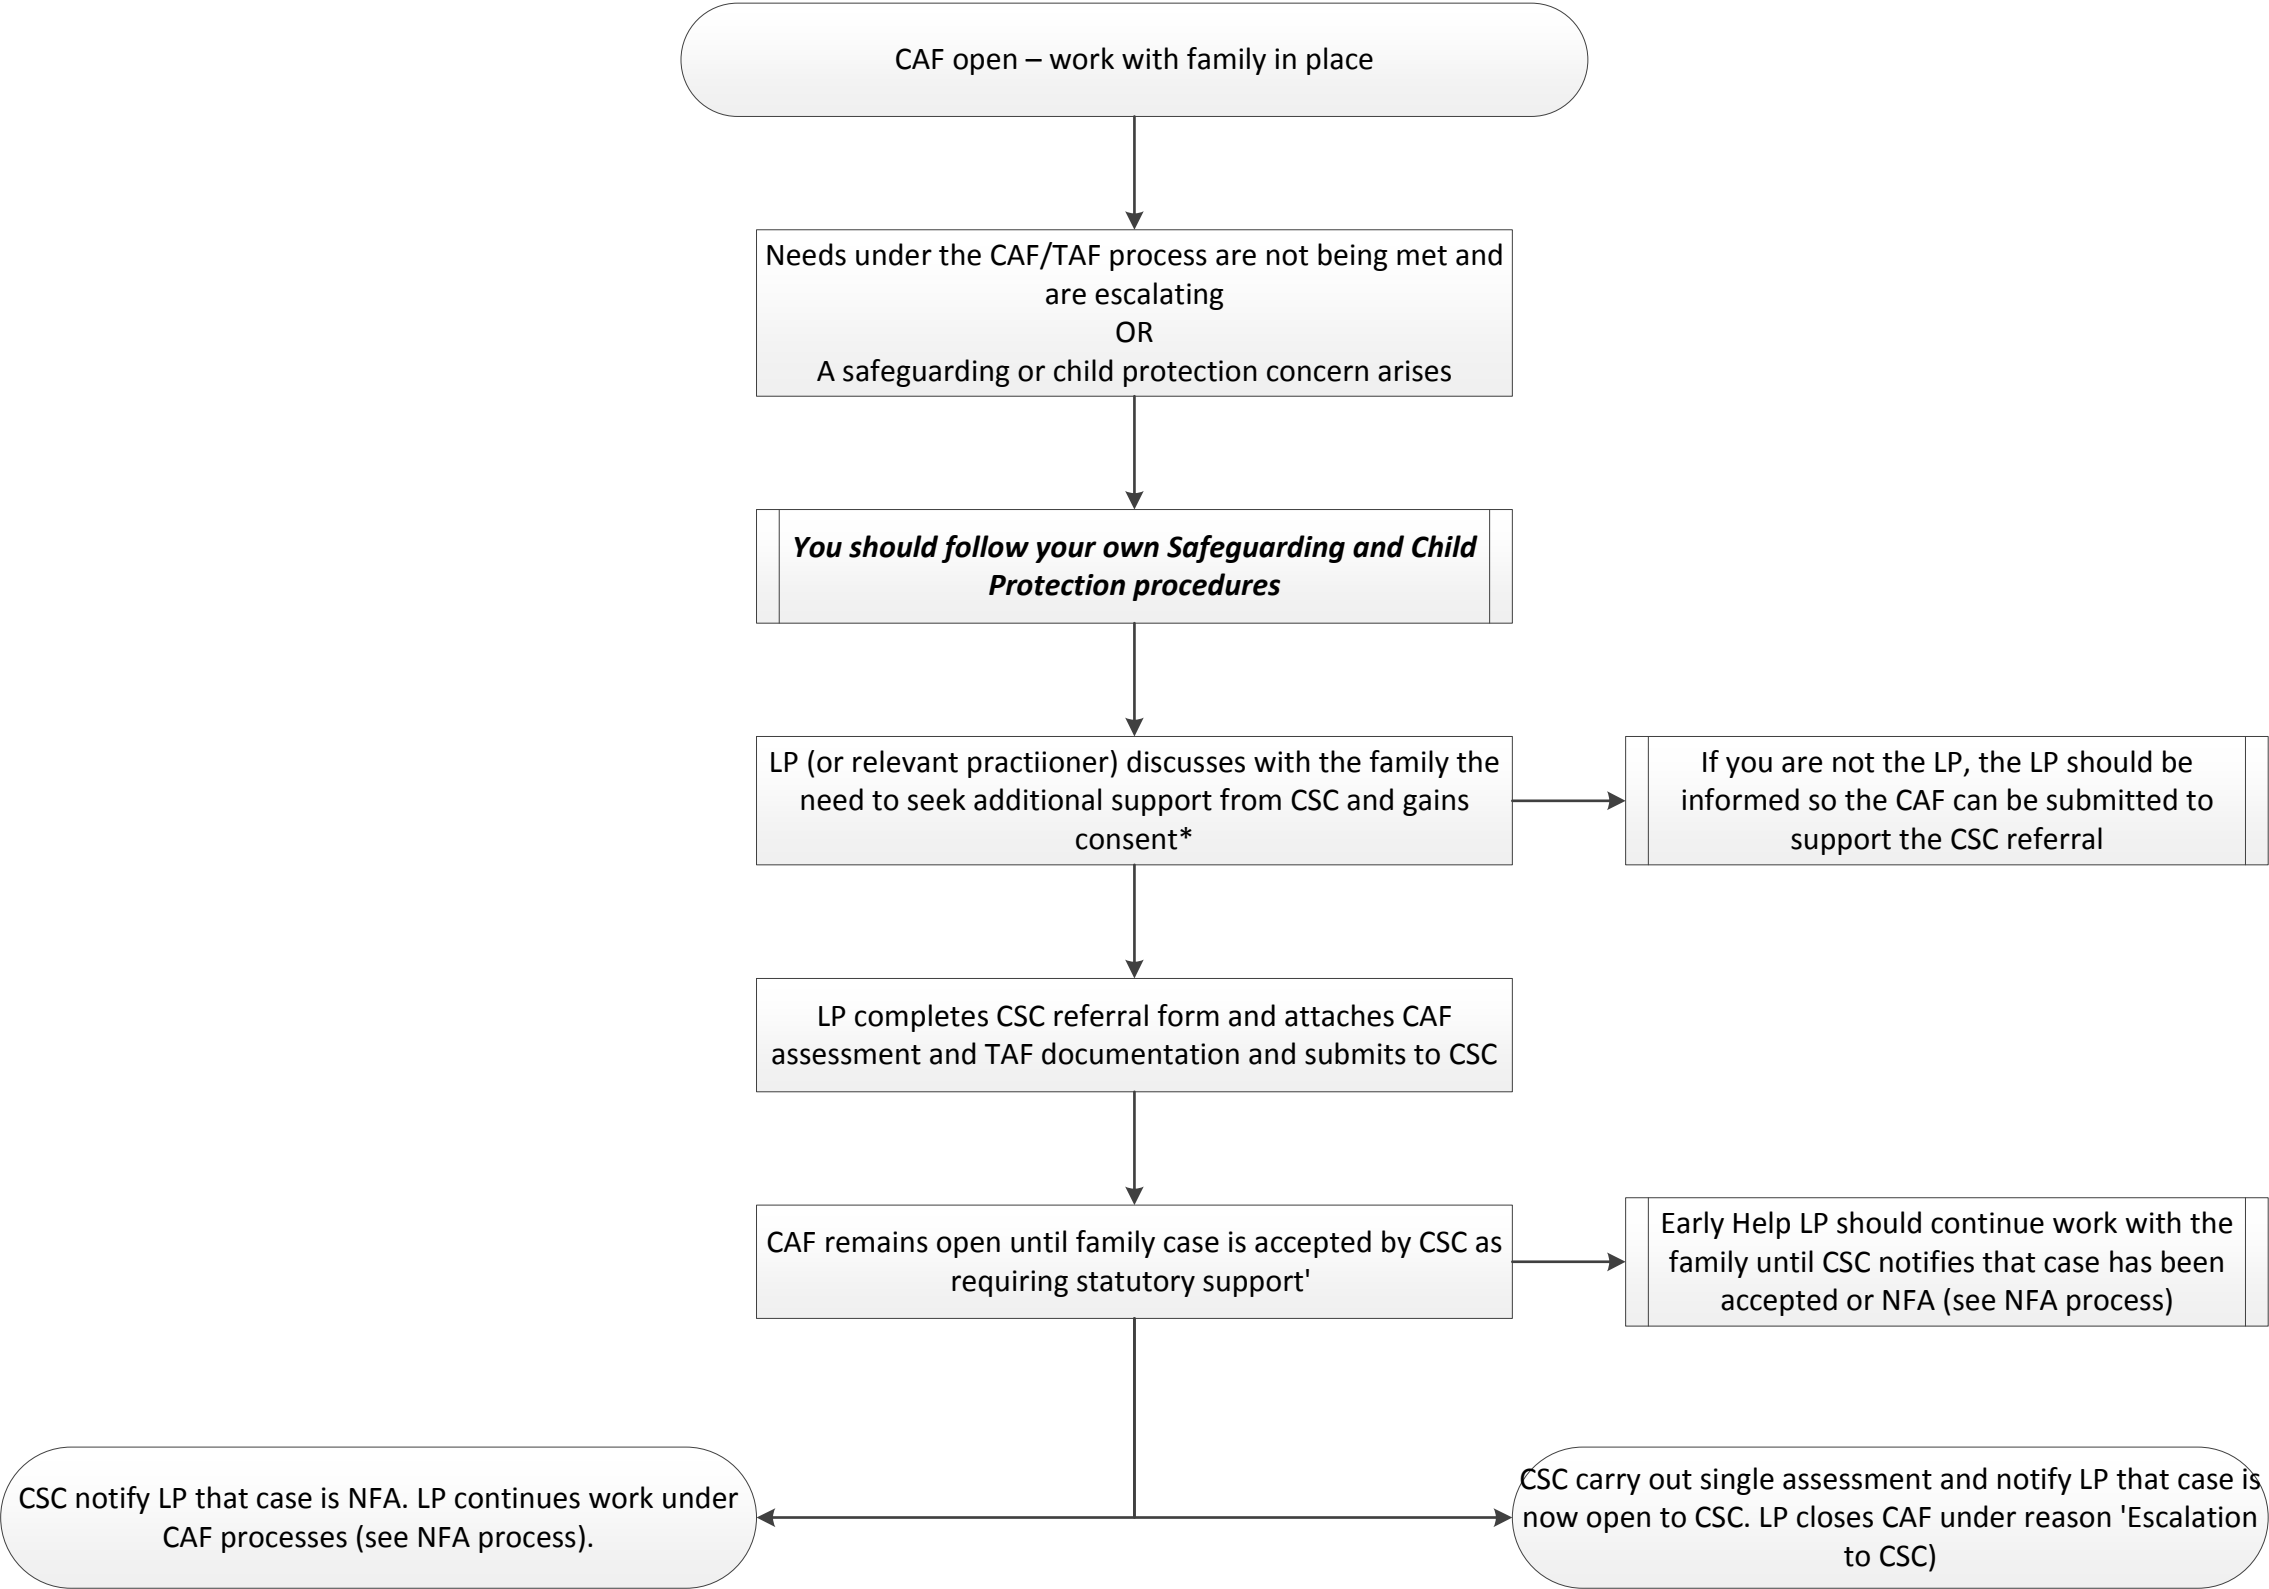 CAF open – work with family in place
Needs under the CAF/TAF process are not being met and
are escalating
OR
A safeguarding or child protection concern arises
You should follow your own Safeguarding and Child
Protection procedures
LP (or relevant practiioner) discusses with the family the
need to seek additional support from CSC and gains
consent*
If you are not the LP, the LP should be
informed so the CAF can be submitted to
support the CSC referral
LP completes CSC referral form and attaches CAF
assessment and TAF documentation and submits to CSC
CAF remains open until family case is accepted by CSC as
requiring statutory support'
Early Help LP should continue work with the
family until CSC notifies that case has been
accepted or NFA (see NFA process)
CSC notify LP that case is NFA. LP continues work under
CAF processes (see NFA process).
CSC carry out single assessment and notify LP that case is
now open to CSC. LP closes CAF under reason 'Escalation
to CSC)